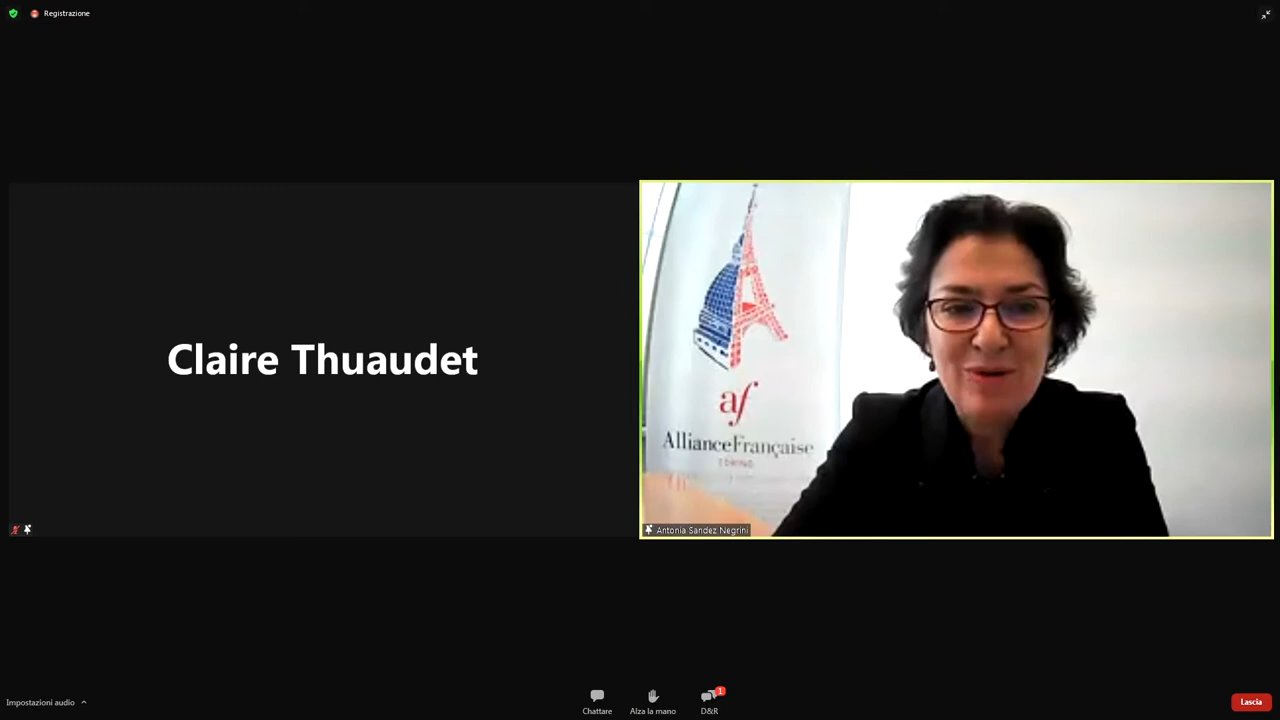 Registrazione
Claire Thuaudet
af
AllianceFrançaise
TORINO
Antonia Sandez Negrini
Impostazioni audio
Chattare
Alza la mano
1
D&R
Lascia